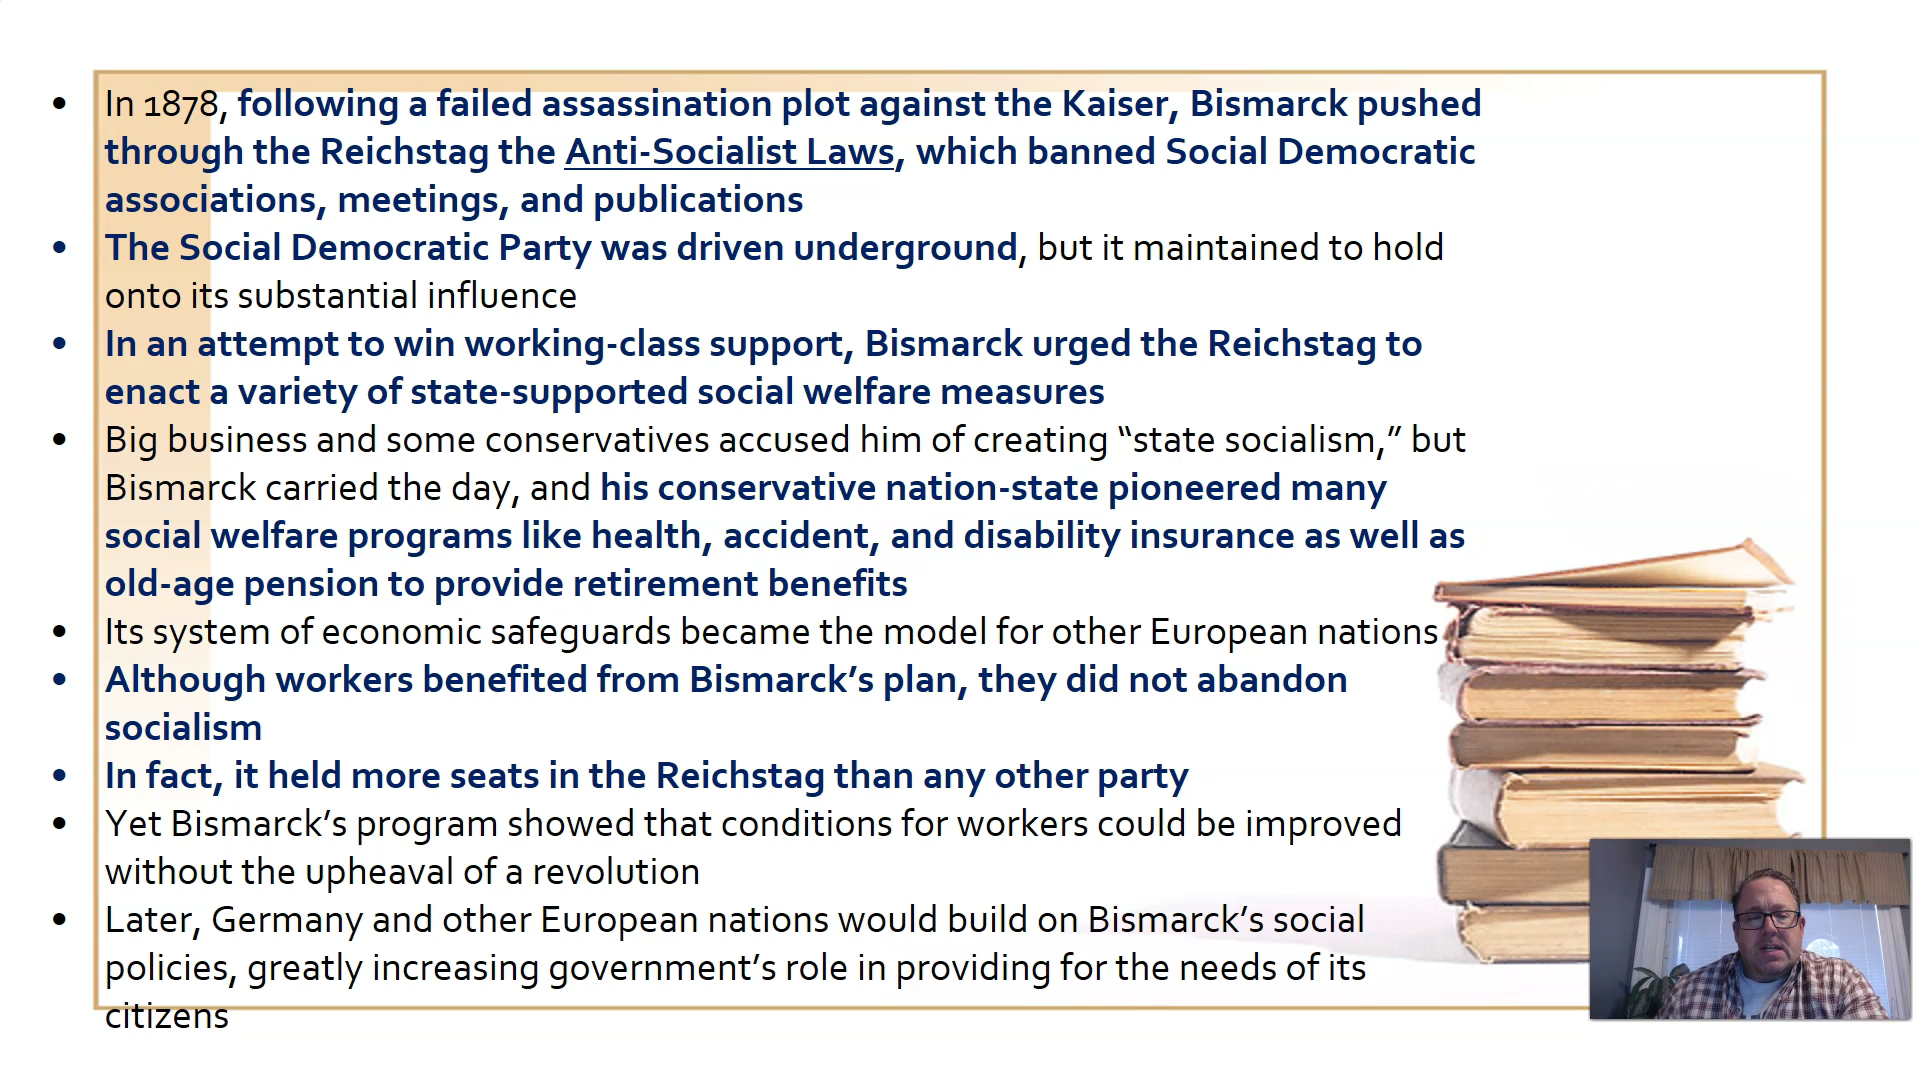 • In 1878, following a failed assassination plot against the Kaiser, Bismarck pushed
through the Reichstag the Anti-Socialist Laws, which banned Social Democratic
associations, meetings, and publications
• The Social Democratic Party was driven underground, but it maintained to hold
onto its substantial influence
• In an attempt to win working-class support, Bismarck urged the Reichstag to
enact a variety of state-supported social welfare measures
• Big business and some conservatives accused him of creating “state socialism,” but
Bismarck carried the day, and his conservative nation-state pioneered many
social welfare programs like health, accident, and disability insurance as well as
old-age pension to provide retirement benefits
• Its system of economic safeguards became the model for other European nations
• Although workers benefited from Bismarck’s plan, they did not abandon
socialism
• In fact, it held more seats in the Reichstag than any other party
• Yet Bismarck’s program showed that conditions for workers could be improved
without the upheaval of a revolution
• Later, Germany and other European nations would build on Bismarck’s social
policies, greatly increasing government’s role in providing for the needs of its
citizens